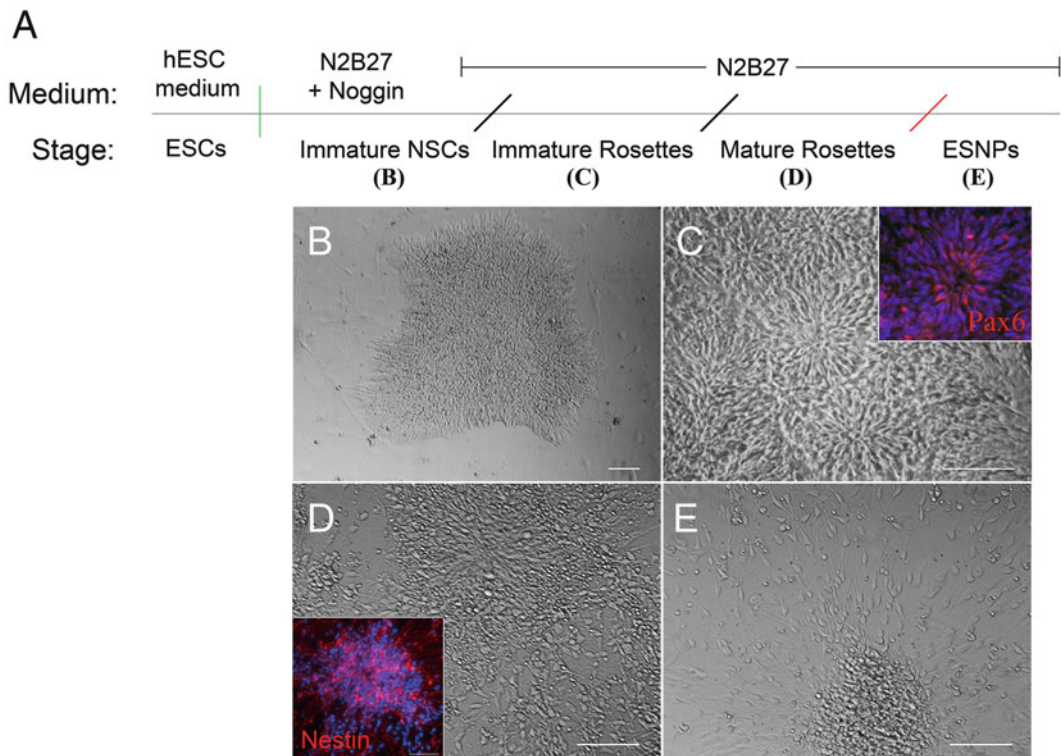 A
hESC
medium
N2B27
+ Noggin
N2B27
Medium:
Stage:
ESCs
Immature NSCs
Immature Rosettes
Mature Rosettes
ESNPs
(B)
(C)
(D)
(E)
B
C
Pax6
D
E
Nestin